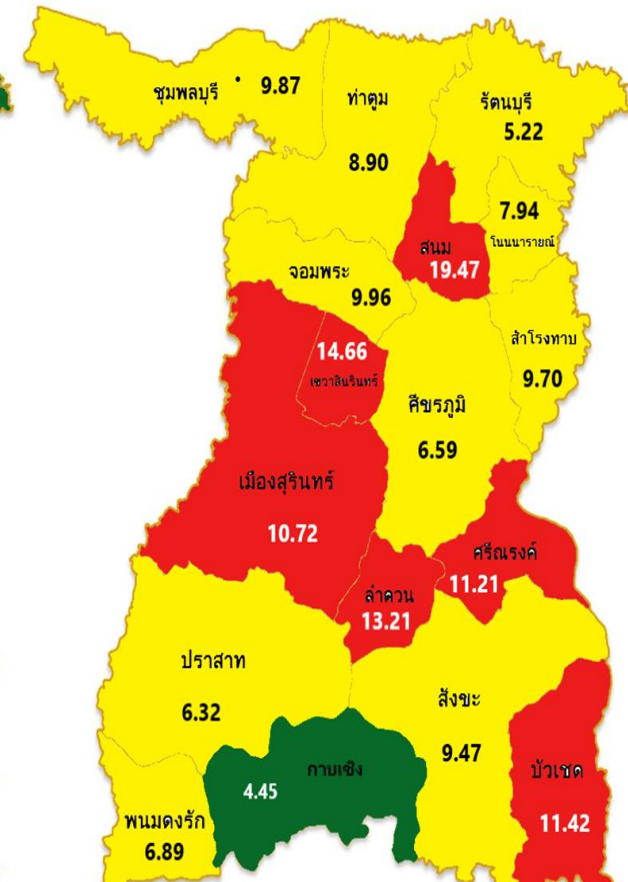 ชุมพลบุรี 9.87
ท่าตูม
8.90
รัตนบุรี
5.22
7.94
โนนนารายณ์
สนม
19.47
จอมพระ
9.96
สำโรงทาบ
9.70
14.66
เขวาสินรินทร์
ศีขรภูมิ
6.59
เมืองสุรินทร์
10.72
ศรีณรงค์
11.21
ลำดวน
13.21
ปราสาท
6.32
สังขะ
9.47
กาบเชิง
4.45
บัวเชด
11.42
พนมดงรัก
6.89